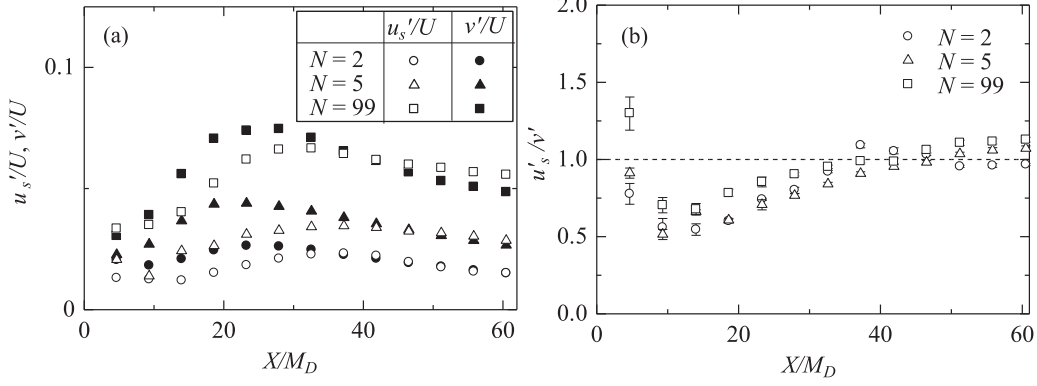 (a)
u_s'/U v'/U
N = 2
N = 5
N = 99
0.1
0
u_s'/U, v'/U
0 20 40 60
X/M_D
(b)
N = 2
N = 5
N = 99
2.0
1.5
1.0
0.5
0.0
u'_s/v'
0 20 40 60
X/M_D